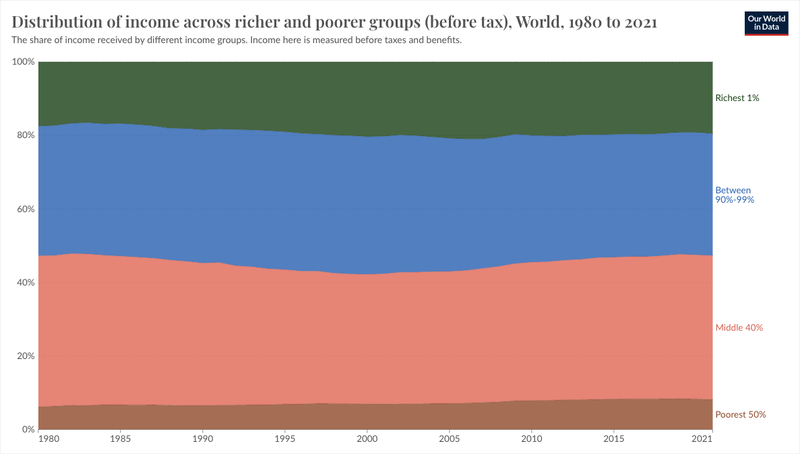 Distribution of income across richer and poorer groups (before tax), World, 1980 to 2021
The share of income received by different income groups. Income here is measured before taxes and benefits.
Our World
in Data
100%
80%
60%
40%
20%
0%
Richest 1%
Between
90%-99%
Middle 40%
Poorest 50%
1980
1985
1990
1995
2000
2005
2010
2015
2021